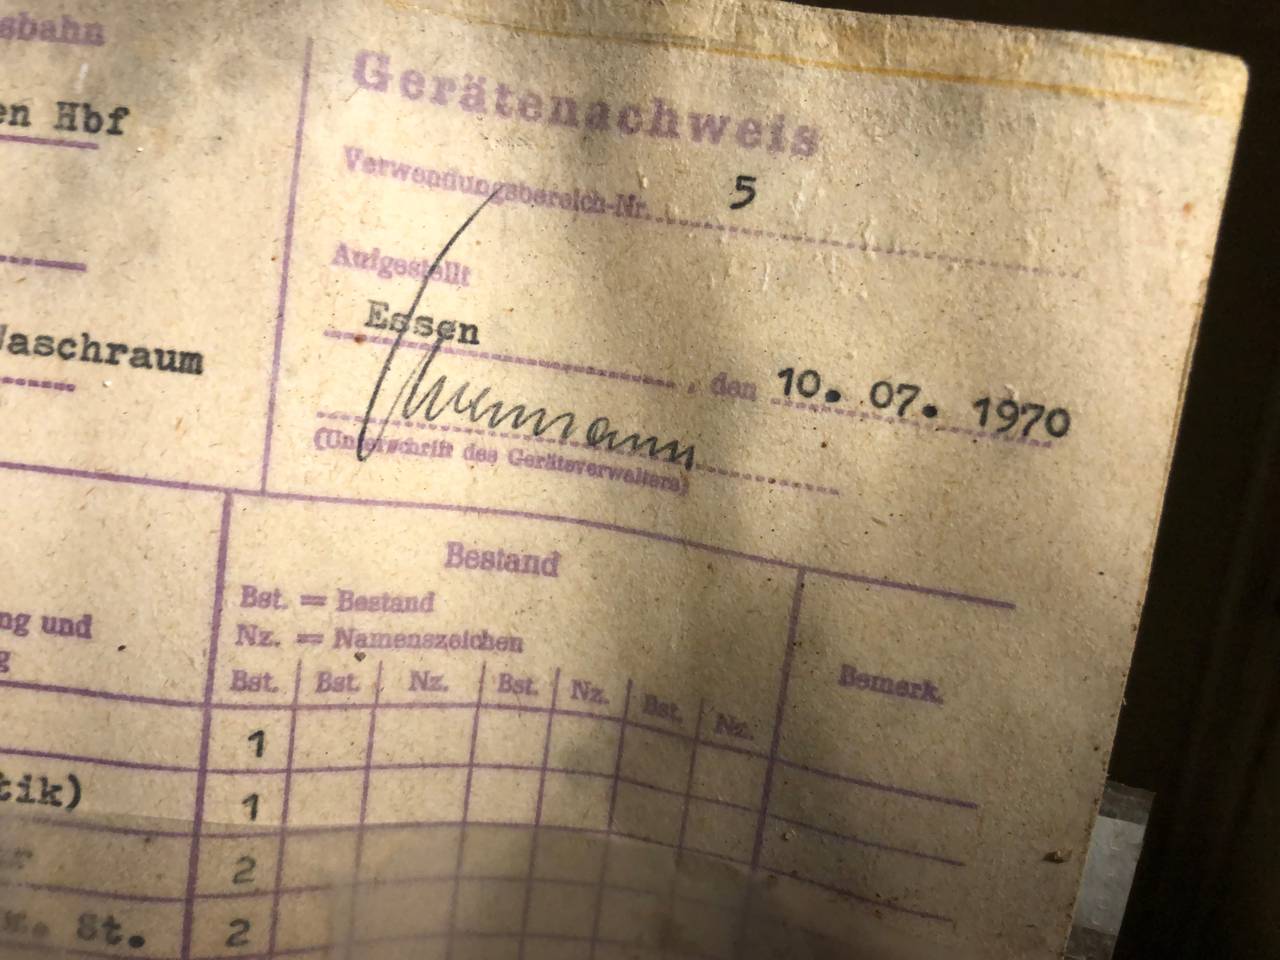 sbahn
Gerätenachweis
en Hbf
Verwendungsbereich-Nr. 5
Aufgestellt
Essen, den 10. 07. 1970
Waschraum
(Unterschrift des Geräteverwalters)
Bestand
Bst. = Bestand
Nz. = Namenszeichen
ng und
g
Bst. Bst. Nz. Bst. Nz. Bst. Nz.
Bemerk.
1
tik) 1
2
St. 2